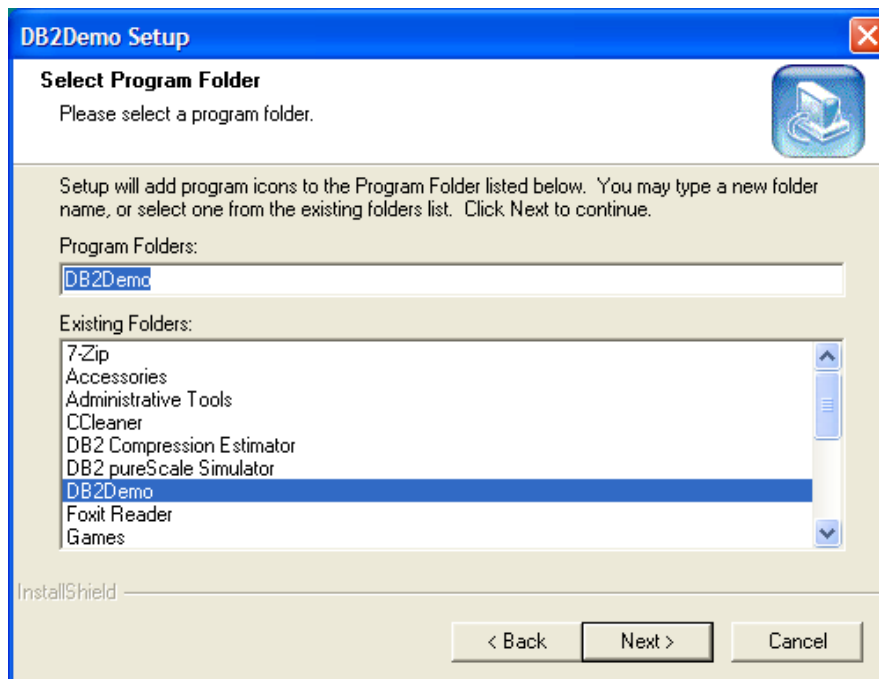 DB2Demo Setup
Select Program Folder
Please select a program folder.
Setup will add program icons to the Program Folder listed below.  You may type a new folder
name, or select one from the existing folders list.  Click Next to continue.
Program Folders:
DB2Demo
Existing Folders:
7-Zip
Accessories
Administrative Tools
CCleaner
DB2 Compression Estimator
DB2 pureScale Simulator
DB2Demo
Foxit Reader
Games
InstallShield
< Back
Next >
Cancel